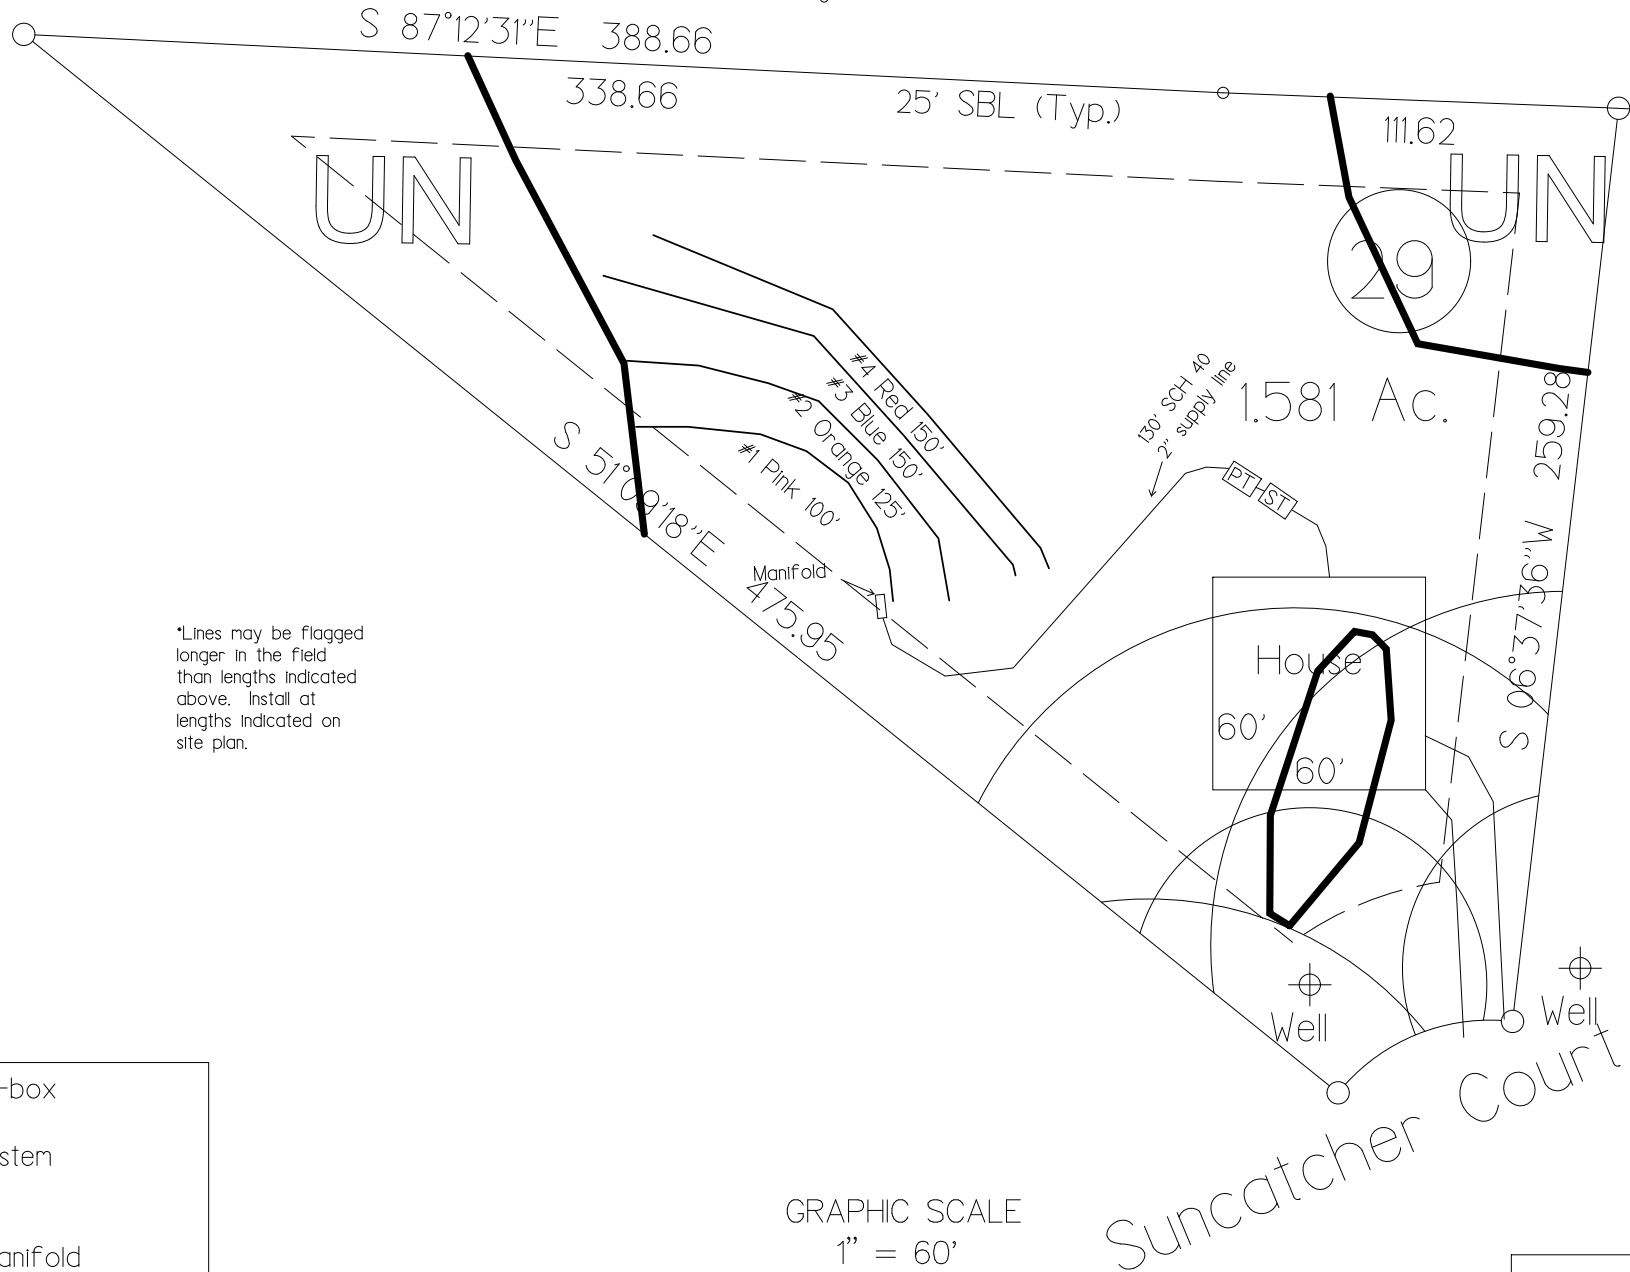 S 87°12'31"E 388.66
338.66
25' SBL (Typ.)
111.62
UN
UN
29
1.581 Ac.
#4 Red 150'
#3 Blue 150'
#2 Orange 125'
#1 Pink 100'
130' SCH 40
2" supply line
PT
ST
S 51°09'18"E 475.95
Manifold
S 06°37'36"W 259.28
House
60'
60'
*Lines may be flagged
longer in the field
than lengths indicated
above. Install at
lengths indicated on
site plan.
Well
Well
Suncatcher Court
-box
stem
anifold
GRAPHIC SCALE
1" = 60'